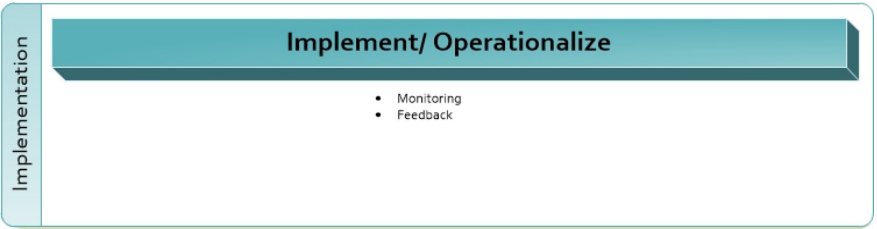 Implementation
Implement/ Operationalize
• Monitoring
• Feedback